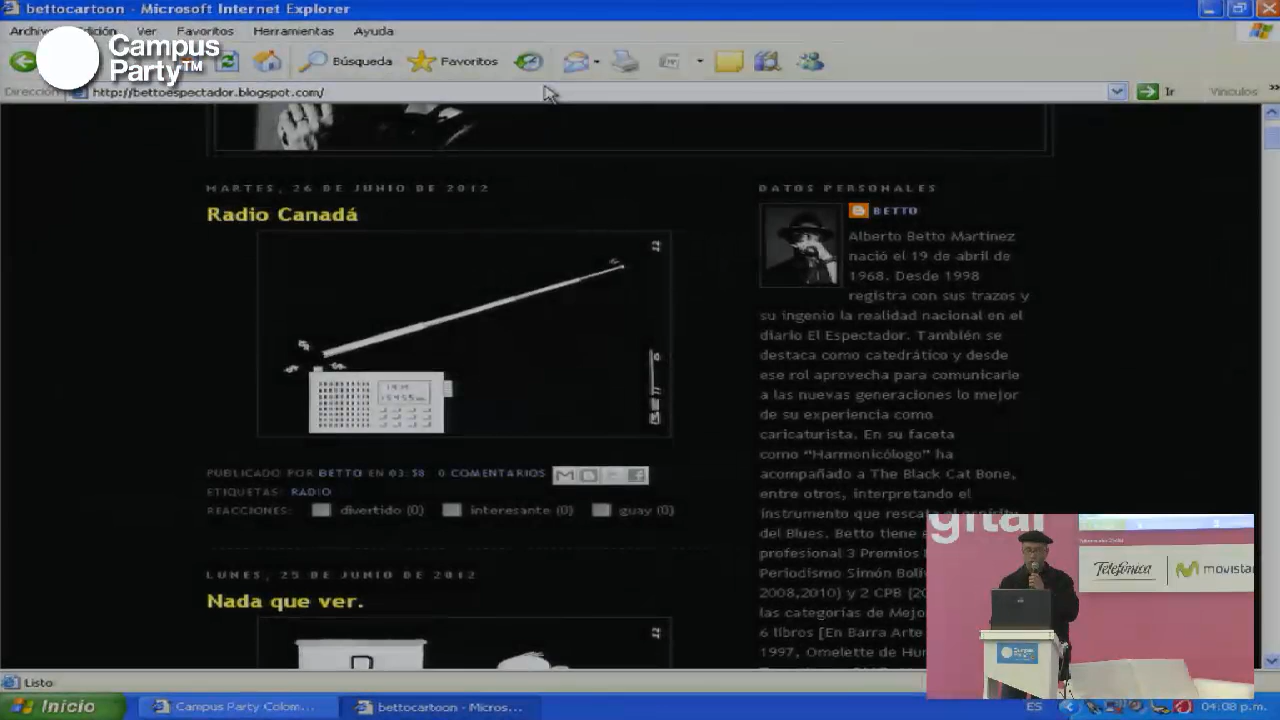 bettocartoon - Microsoft Internet Explorer
Ver Favoritos Herramientas Ayuda
Campus
Party™
Búsqueda Favoritos
Dirección http://bettoespectador.blogspot.com/ Ir Vínculos
MARTES, 26 DE JUNIO DE 2012
Radio Canadá
PUBLICADO POR BETTO EN 03:58 0 COMENTARIOS
ETIQUETAS: RADIO
REACCIONES: divertido (0) interesante (0) guay (0)
LUNES, 25 DE JUNIO DE 2012
Nada que ver.
DATOS PERSONALES
BETTO
Alberto Betto Martínez
nació el 19 de abril de
1968. Desde 1998
registra con sus trazos y
su ingenio la realidad nacional en el
diario El Espectador. También se
destaca como catedrático y desde
ese rol aprovecha para comunicarle
a las nuevas generaciones lo mejor
de su experiencia como
caricaturista. En su faceta
como “Harmonicólogo” ha
acompañado a The Black Cat Bone,
entre otros, interpretando el
instrumento que rescata el espíritu
del Blues. Betto tiene e
profesional 3 Premios
Periodismo Simón Bolív
2008,2010] y 2 CPB [20
las categorías de Mejo
6 libros [En Barra Arte
1997, Omelette de Hu
gital
Telefónica movistar
Campus
Party
Listo
Inicio Campus Party Colom... bettocartoon - Micros... ES 04:08 p.m.